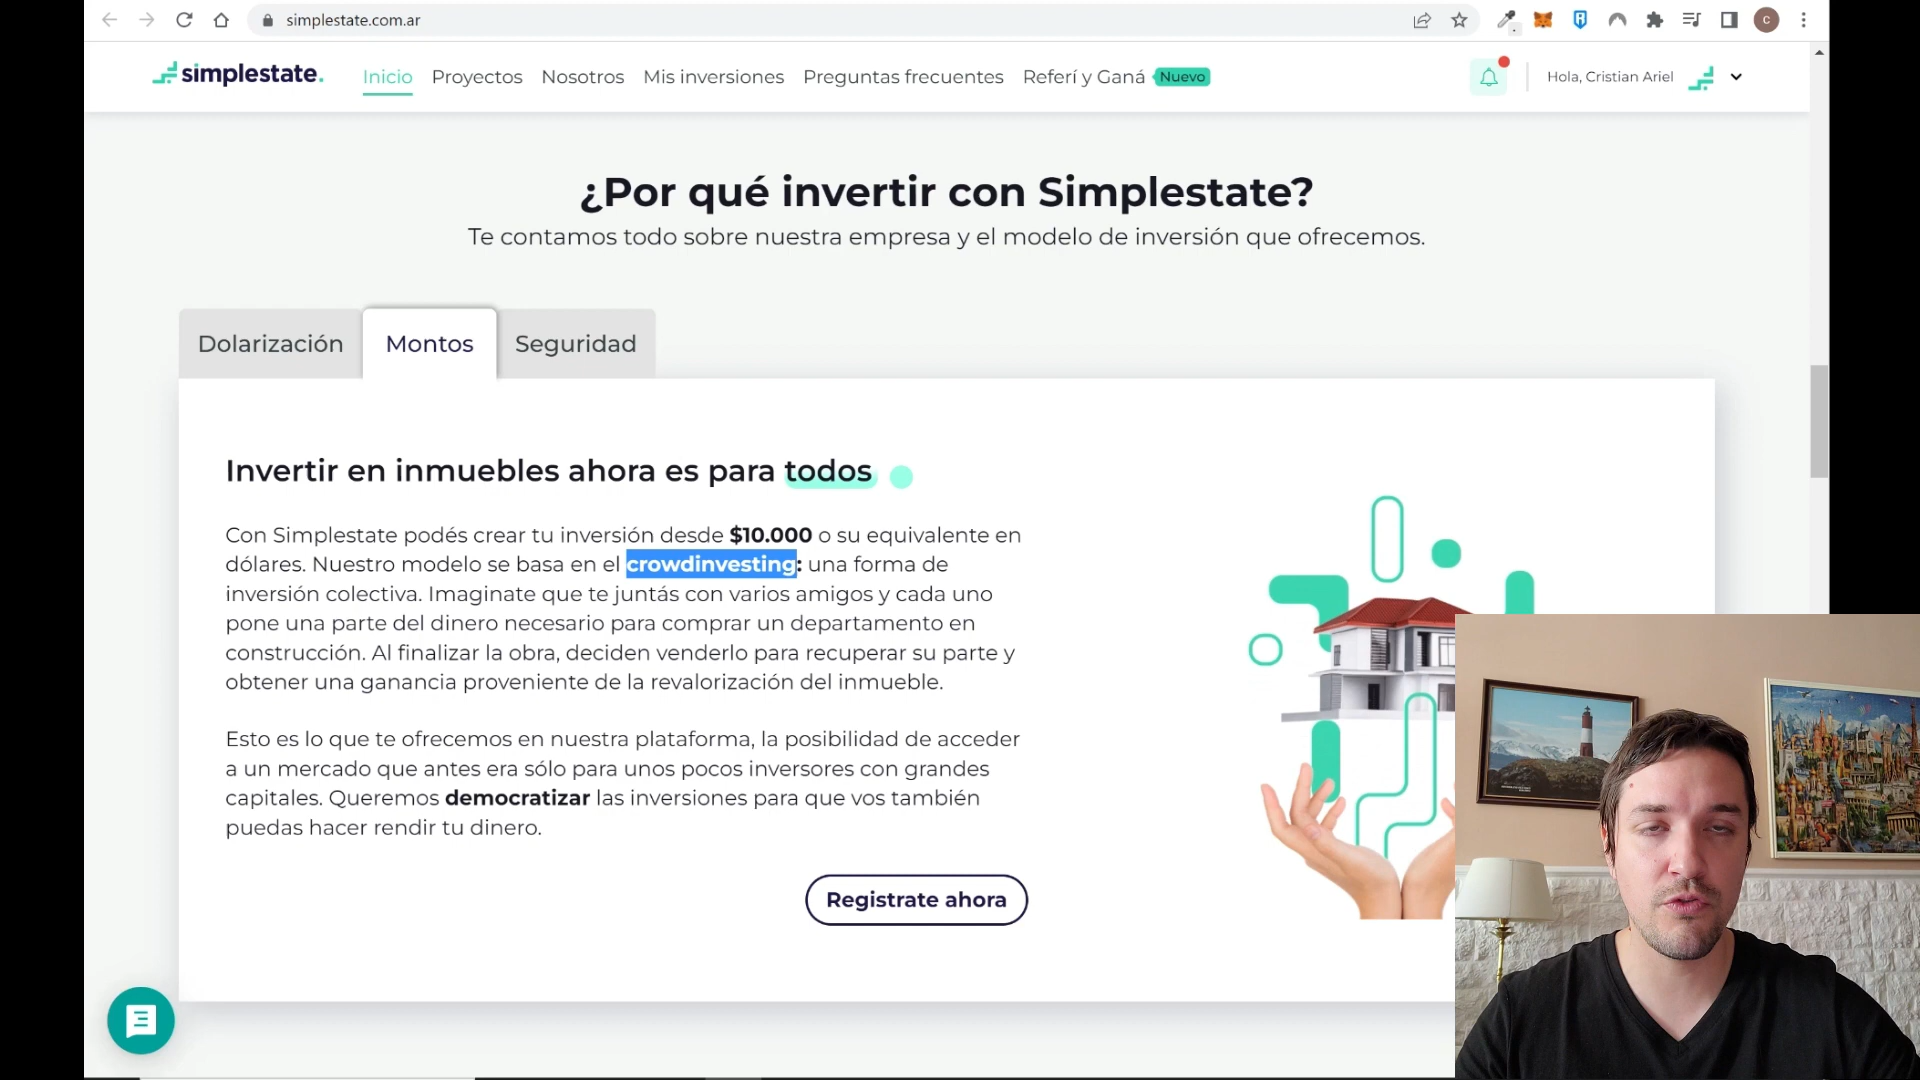 simplestate.com.ar
C
simplestate.
Inicio
Proyectos
Nosotros
Mis inversiones
Preguntas frecuentes
Referí y Ganá
Nuevo
Hola, Cristian Ariel
¿Por qué invertir con Simplestate?
Te contamos todo sobre nuestra empresa y el modelo de inversión que ofrecemos.
Dolarización
Montos
Seguridad
Invertir en inmuebles ahora es para todos
Con Simplestate podés crear tu inversión desde $10.000 o su equivalente en
dólares. Nuestro modelo se basa en el crowdinvesting: una forma de
inversión colectiva. Imaginate que te juntás con varios amigos y cada uno
pone una parte del dinero necesario para comprar un departamento en
construcción. Al finalizar la obra, deciden venderlo para recuperar su parte y
obtener una ganancia proveniente de la revalorización del inmueble.
Esto es lo que te ofrecemos en nuestra plataforma, la posibilidad de acceder
a un mercado que antes era sólo para unos pocos inversores con grandes
capitales. Queremos democratizar las inversiones para que vos también
puedas hacer rendir tu dinero.
Registrate ahora